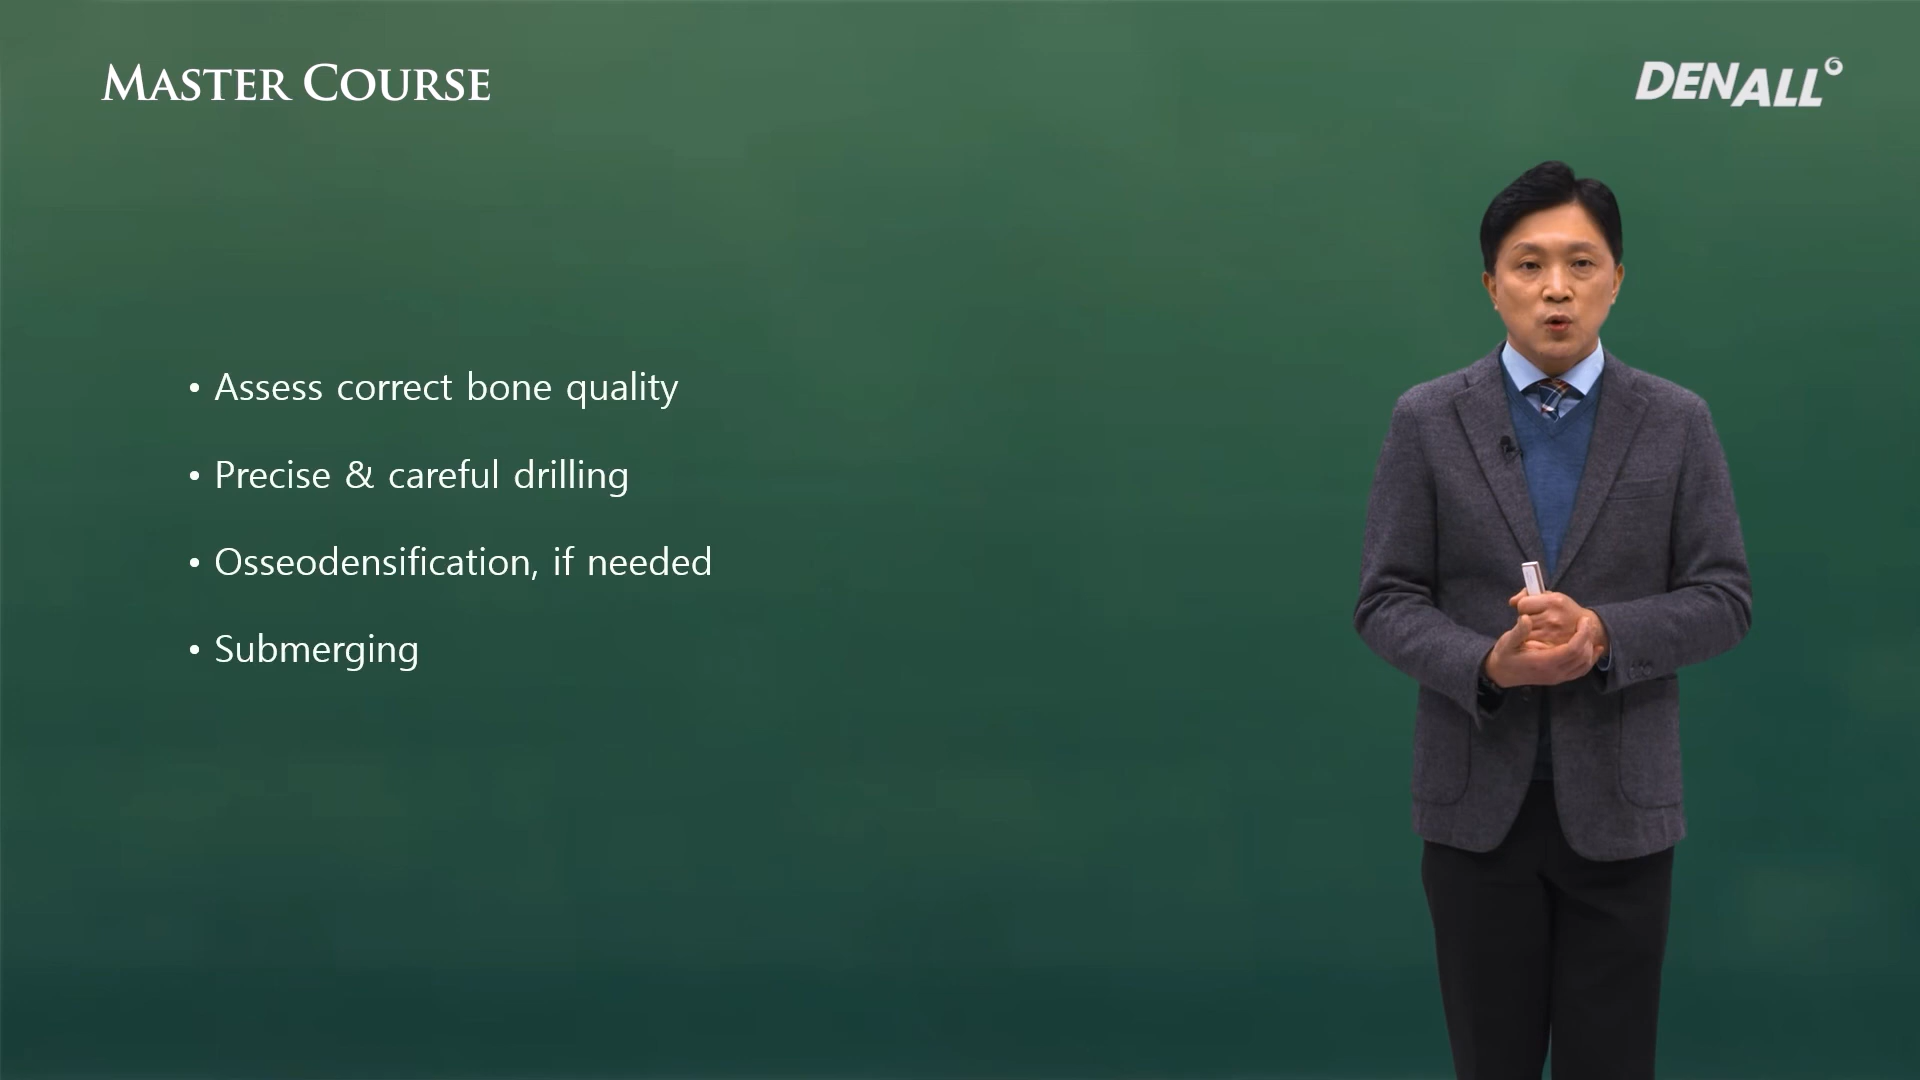 MASTER COURSE
DENALL
• Assess correct bone quality
• Precise & careful drilling
• Osseodensification, if needed
• Submerging